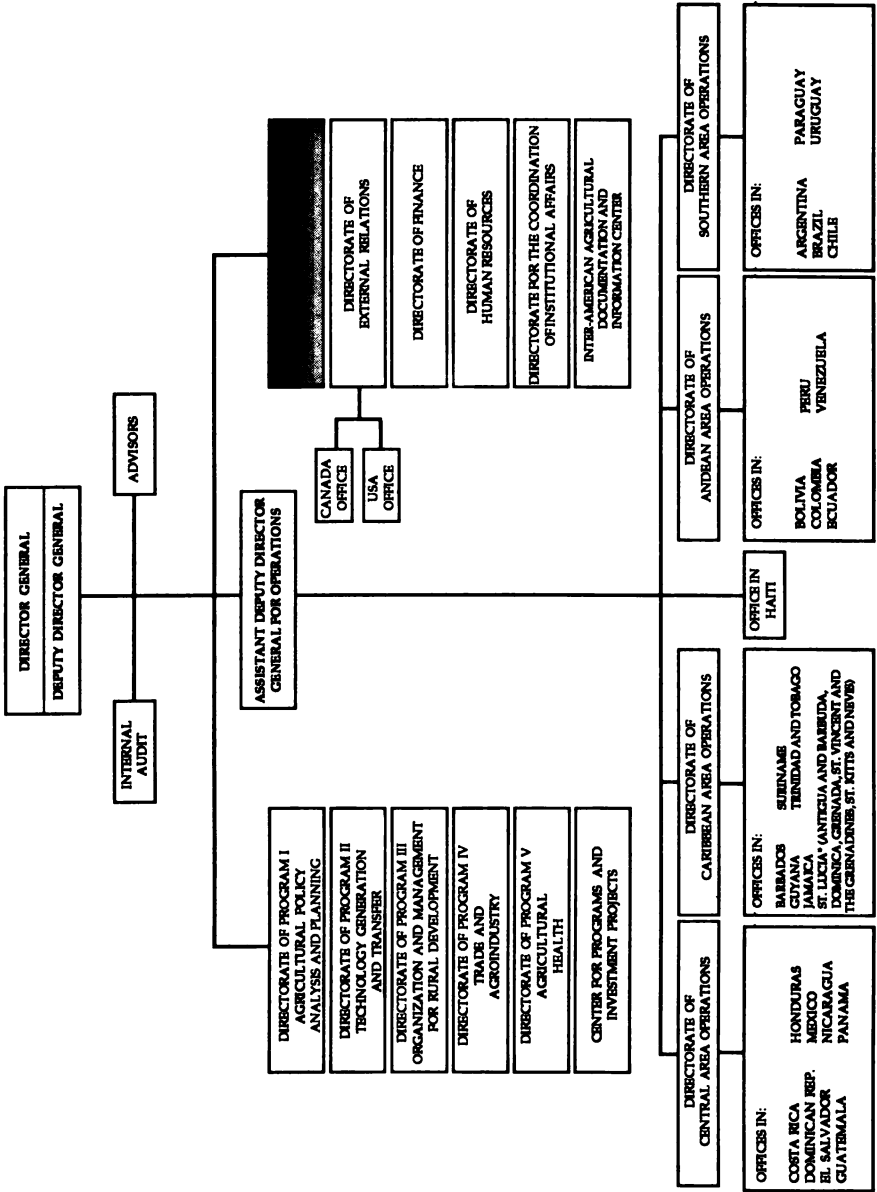 DIRECTOR GENERAL
DEPUTY DIRECTOR GENERAL
INTERNAL
AUDIT
ADVISORS
ASSISTANT DEPUTY DIRECTOR
GENERAL FOR OPERATIONS
DIRECTORATE OF PROGRAM I
AGRICULTURAL POLICY
ANALYSIS AND PLANNING
DIRECTORATE OF PROGRAM II
TECHNOLOGY GENERATION
AND TRANSFER
DIRECTORATE OF PROGRAM III
ORGANIZATION AND MANAGEMENT
FOR RURAL DEVELOPMENT
DIRECTORATE OF PROGRAM IV
TRADE AND
AGROINDUSTRY
DIRECTORATE OF PROGRAM V
AGRICULTURAL
HEALTH
CENTER FOR PROGRAMS AND
INVESTMENT PROJECTS
CANADA
OFFICE
USA
OFFICE
DIRECTORATE OF
EXTERNAL RELATIONS
DIRECTORATE OF FINANCE
DIRECTORATE OF
HUMAN RESOURCES
DIRECTORATE FOR THE COORDINATION
OF INSTITUTIONAL AFFAIRS
INTER-AMERICAN AGRICULTURAL
DOCUMENTATION AND
INFORMATION CENTER
DIRECTORATE OF
CENTRAL AREA OPERATIONS
OFFICES IN:
COSTA RICA HONDURAS
DOMINICAN REP. MEXICO
EL SALVADOR NICARAGUA
GUATEMALA PANAMA
DIRECTORATE OF
CARIBBEAN AREA OPERATIONS
OFFICES IN:
BARBADOS SURINAME
GUYANA TRINIDAD AND TOBAGO
JAMAICA
ST. LUCIA* (ANTIGUA AND BARBUDA,
DOMINICA, GRENADA, ST. VINCENT AND
THE GRENADINES, ST. KITTS AND NEVIS)
OFFICE IN
HAITI
DIRECTORATE OF
ANDEAN AREA OPERATIONS
OFFICES IN:
BOLIVIA PERU
COLOMBIA VENEZUELA
ECUADOR
DIRECTORATE OF
SOUTHERN AREA OPERATIONS
OFFICES IN:
ARGENTINA PARAGUAY
BRAZIL URUGUAY
CHILE